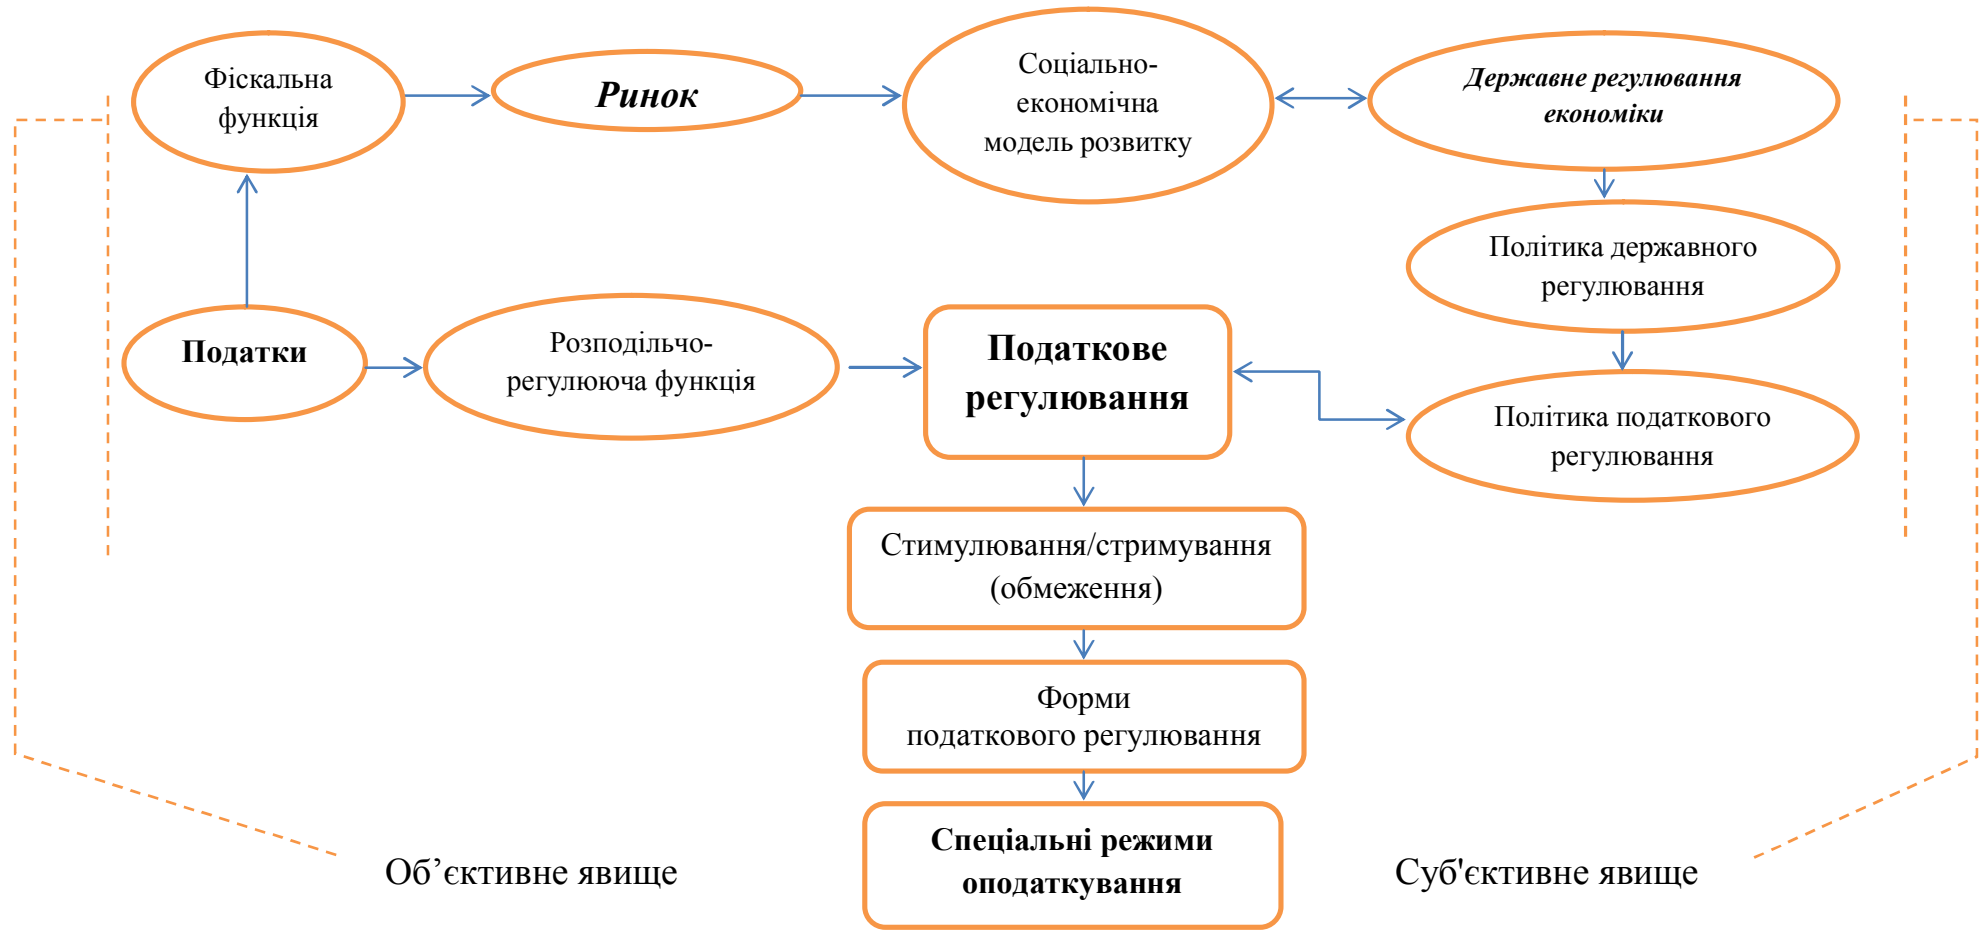 Фіскальна
функція
Ринок
Соціально-
економічна
модель розвитку
Державне регулювання
економіки
Політика державного
регулювання
Податки
Розподільчо-
регулююча функція
Податкове
регулювання
Політика податкового
регулювання
Стимулювання/стримування
(обмеження)
Форми
податкового регулювання
Спеціальні режими
оподаткування
Об’єктивне явище
Суб'єктивне явище